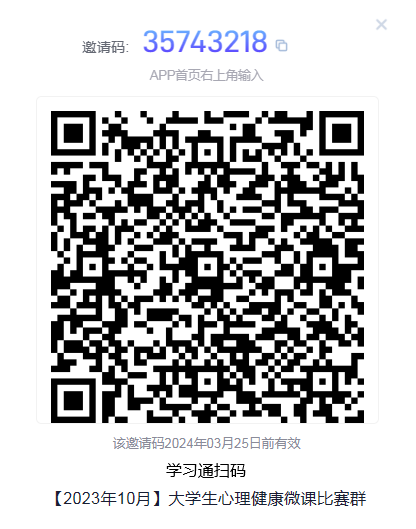 邀请码: 35743218
APP首页右上角输入
该邀请码2024年03月25日前有效
学习通扫码
【2023年10月】大学生心理健康微课比赛群